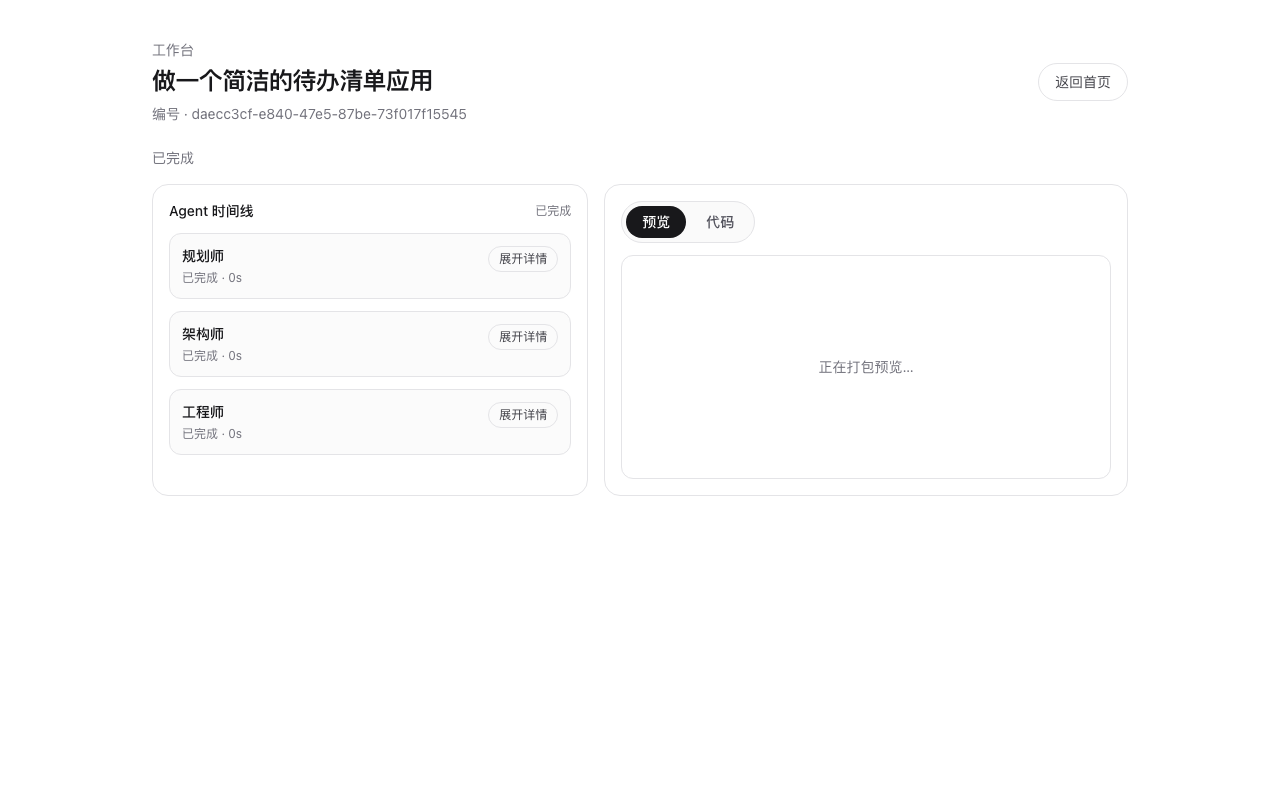 工作台
做一个简洁的待办清单应用
返回首页
编号 · daecc3cf-e840-47e5-87be-73f017f15545
已完成
Agent 时间线
已完成
规划师
展开详情
已完成 · 0s
架构师
展开详情
已完成 · 0s
工程师
展开详情
已完成 · 0s
预览
代码
正在打包预览...